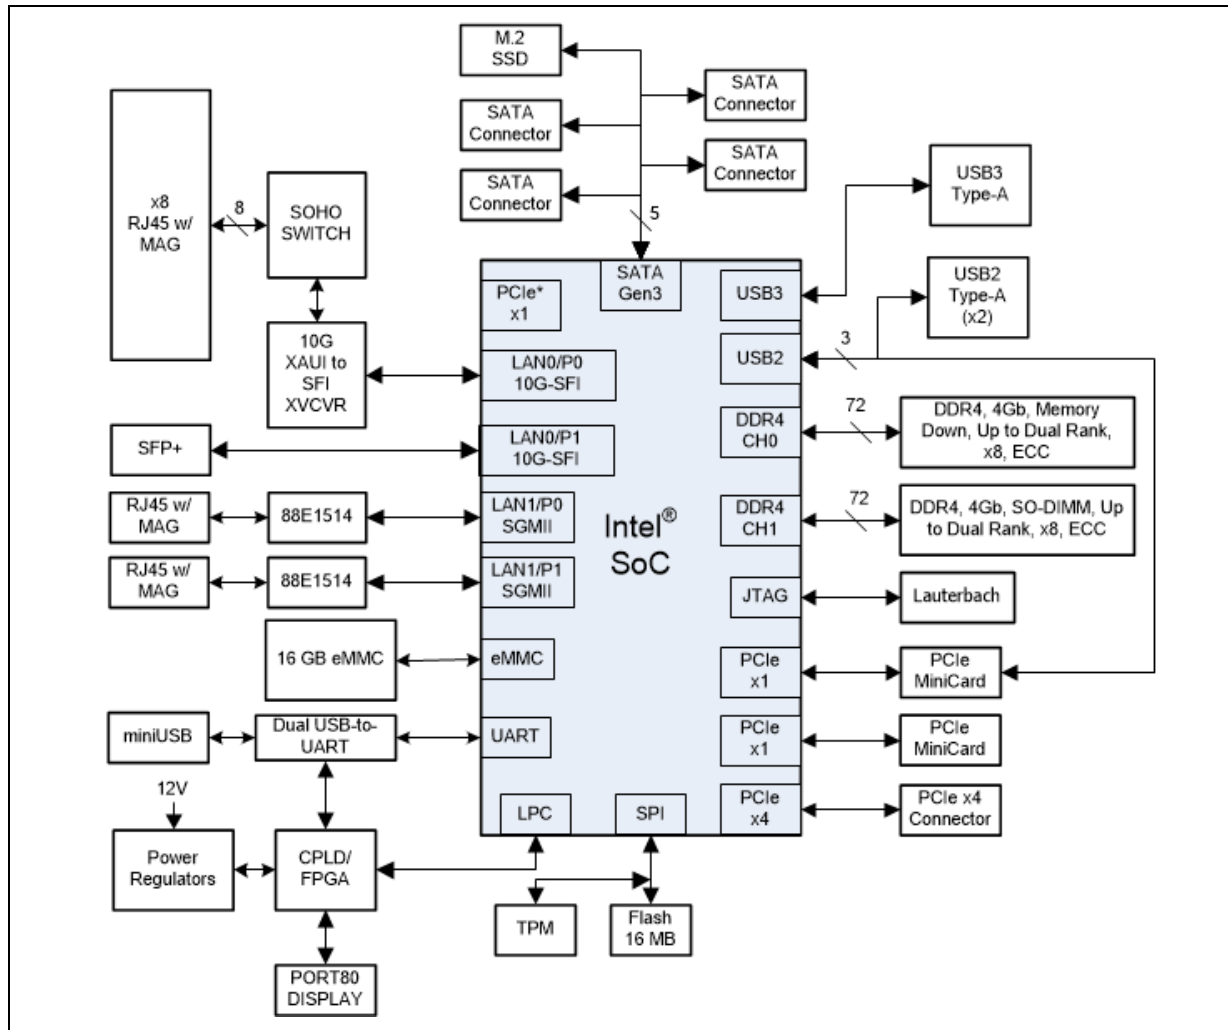 M.2
SSD
SATA
Connector
SATA
Connector
SATA
Connector
SATA
Connector
5
x8
RJ45 w/
MAG
8
SOHO
SWITCH
10G
XAUI to
SFI
XVCVR
SFP+
RJ45 w/
MAG
88E1514
RJ45 w/
MAG
88E1514
16 GB eMMC
miniUSB
Dual USB-to-
UART
12V
Power
Regulators
CPLD/
FPGA
PORT80
DISPLAY
SATA
Gen3
PCIe*
x1
LAN0/P0
10G-SFI
LAN0/P1
10G-SFI
LAN1/P0
SGMII
LAN1/P1
SGMII
eMMC
UART
LPC
SPI
Intel®
SoC
USB3
USB2
DDR4
CH0
DDR4
CH1
JTAG
PCIe
x1
PCIe
x1
PCIe
x4
TPM
Flash
16 MB
USB3
Type-A
USB2
Type-A
(x2)
3
72
DDR4, 4Gb, Memory
Down, Up to Dual Rank,
x8, ECC
72
DDR4, 4Gb, SO-DIMM, Up
to Dual Rank, x8, ECC
Lauterbach
PCIe
MiniCard
PCIe
MiniCard
PCIe x4
Connector